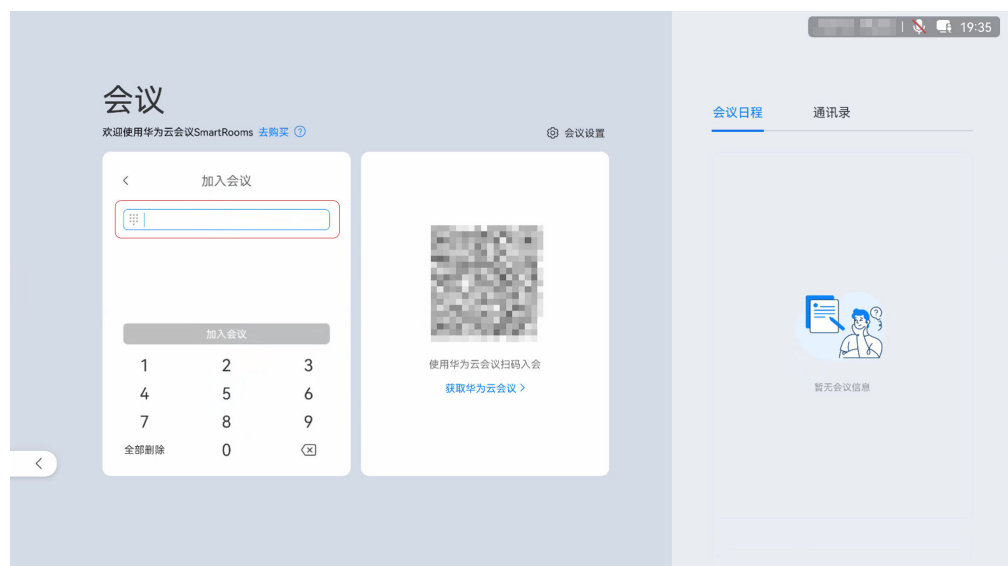 19:35
会议
欢迎使用华为云会议SmartRooms 去购买
会议设置
会议日程
通讯录
加入会议
加入会议
1 2 3
4 5 6
7 8 9
全部删除 0
使用华为云会议扫码入会
获取华为云会议
暂无会议信息